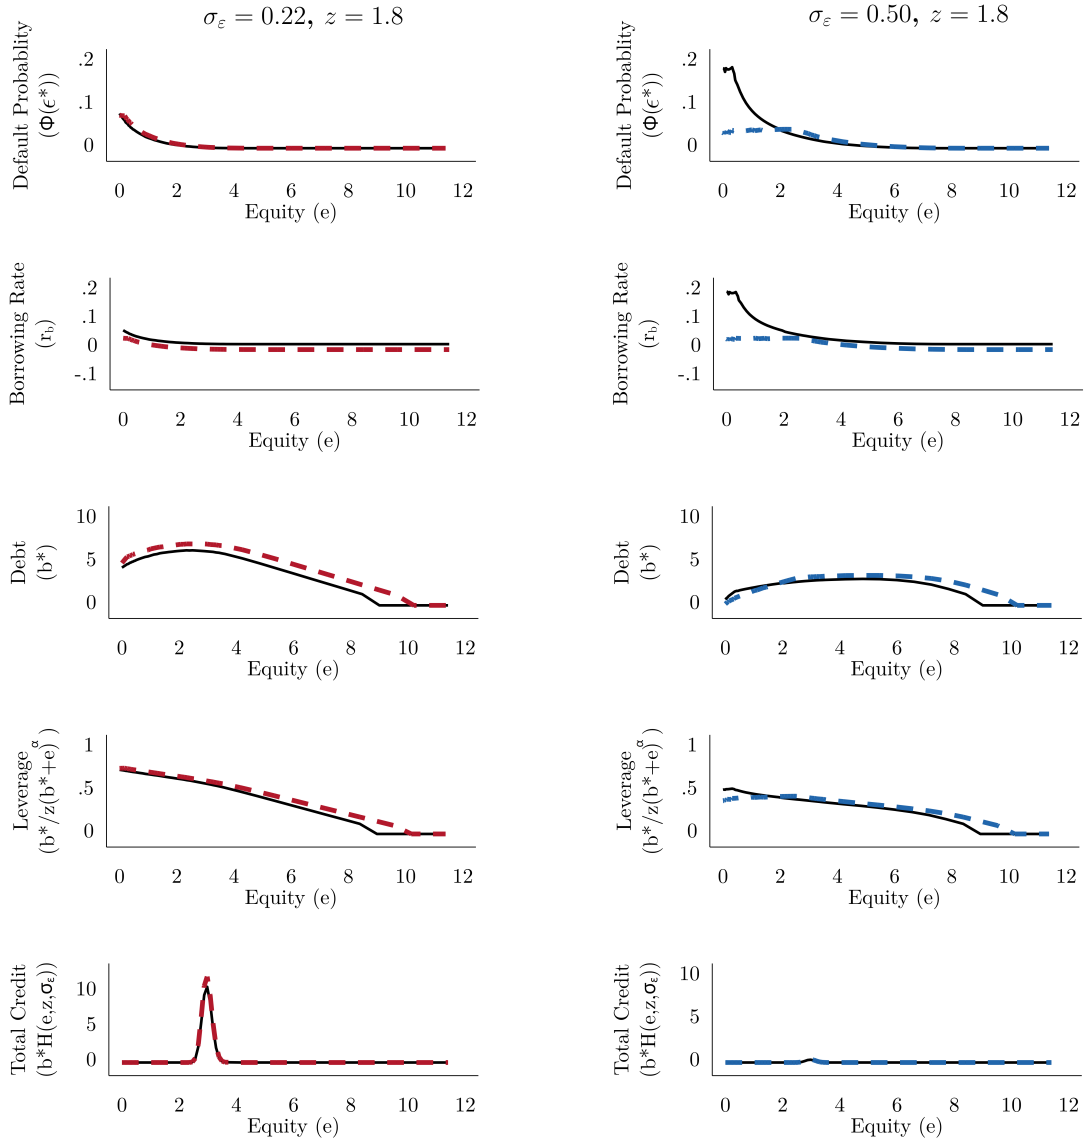 σε = 0.22, z = 1.8
Default Probablity
(Φ(ϵ*))
.2
.1
0
0 2 4 6 8 10 12
Equity (e)
Borrowing Rate
(r_b)
.2
.1
0
-.1
0 2 4 6 8 10 12
Equity (e)
Debt
(b*)
10
5
0
0 2 4 6 8 10 12
Equity (e)
Leverage
(b*/z(b*+e)^α)
1
.5
0
0 2 4 6 8 10 12
Equity (e)
Total Credit
(b*H(e,z,σε))
10
5
0
0 2 4 6 8 10 12
σε = 0.50, z = 1.8
Default Probablity
(Φ(ϵ*))
.2
.1
0
0 2 4 6 8 10 12
Equity (e)
Borrowing Rate
(r_b)
.2
.1
0
-.1
0 2 4 6 8 10 12
Equity (e)
Debt
(b*)
10
5
0
0 2 4 6 8 10 12
Equity (e)
Leverage
(b*/z(b*+e)^α)
1
.5
0
0 2 4 6 8 10 12
Equity (e)
Total Credit
(b*H(e,z,σε))
10
5
0
0 2 4 6 8 10 12